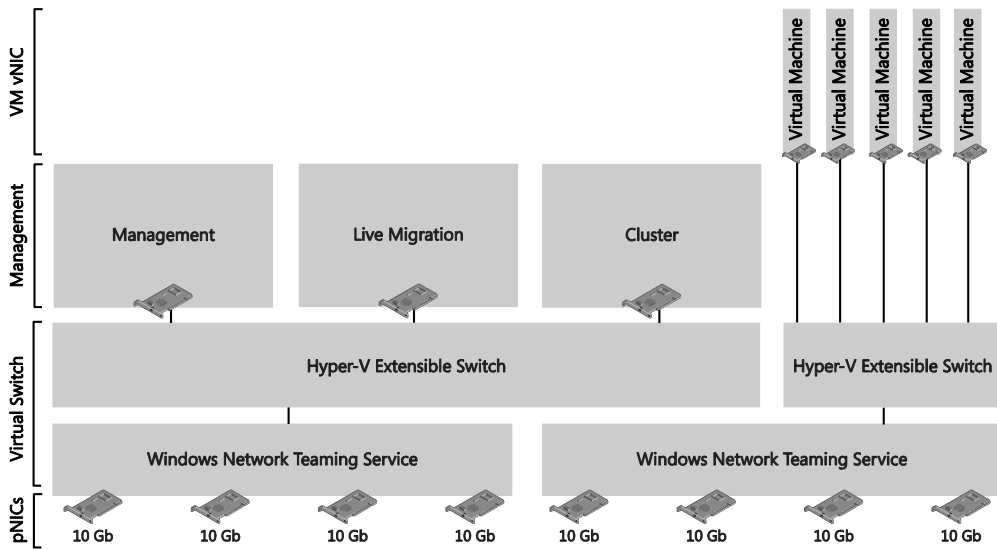 VM vNIC
Virtual Machine
Virtual Machine
Virtual Machine
Virtual Machine
Virtual Machine
Management
Management
Live Migration
Cluster
Virtual Switch
Hyper-V Extensible Switch
Hyper-V Extensible Switch
Windows Network Teaming Service
Windows Network Teaming Service
pNICs
10 Gb
10 Gb
10 Gb
10 Gb
10 Gb
10 Gb
10 Gb
10 Gb